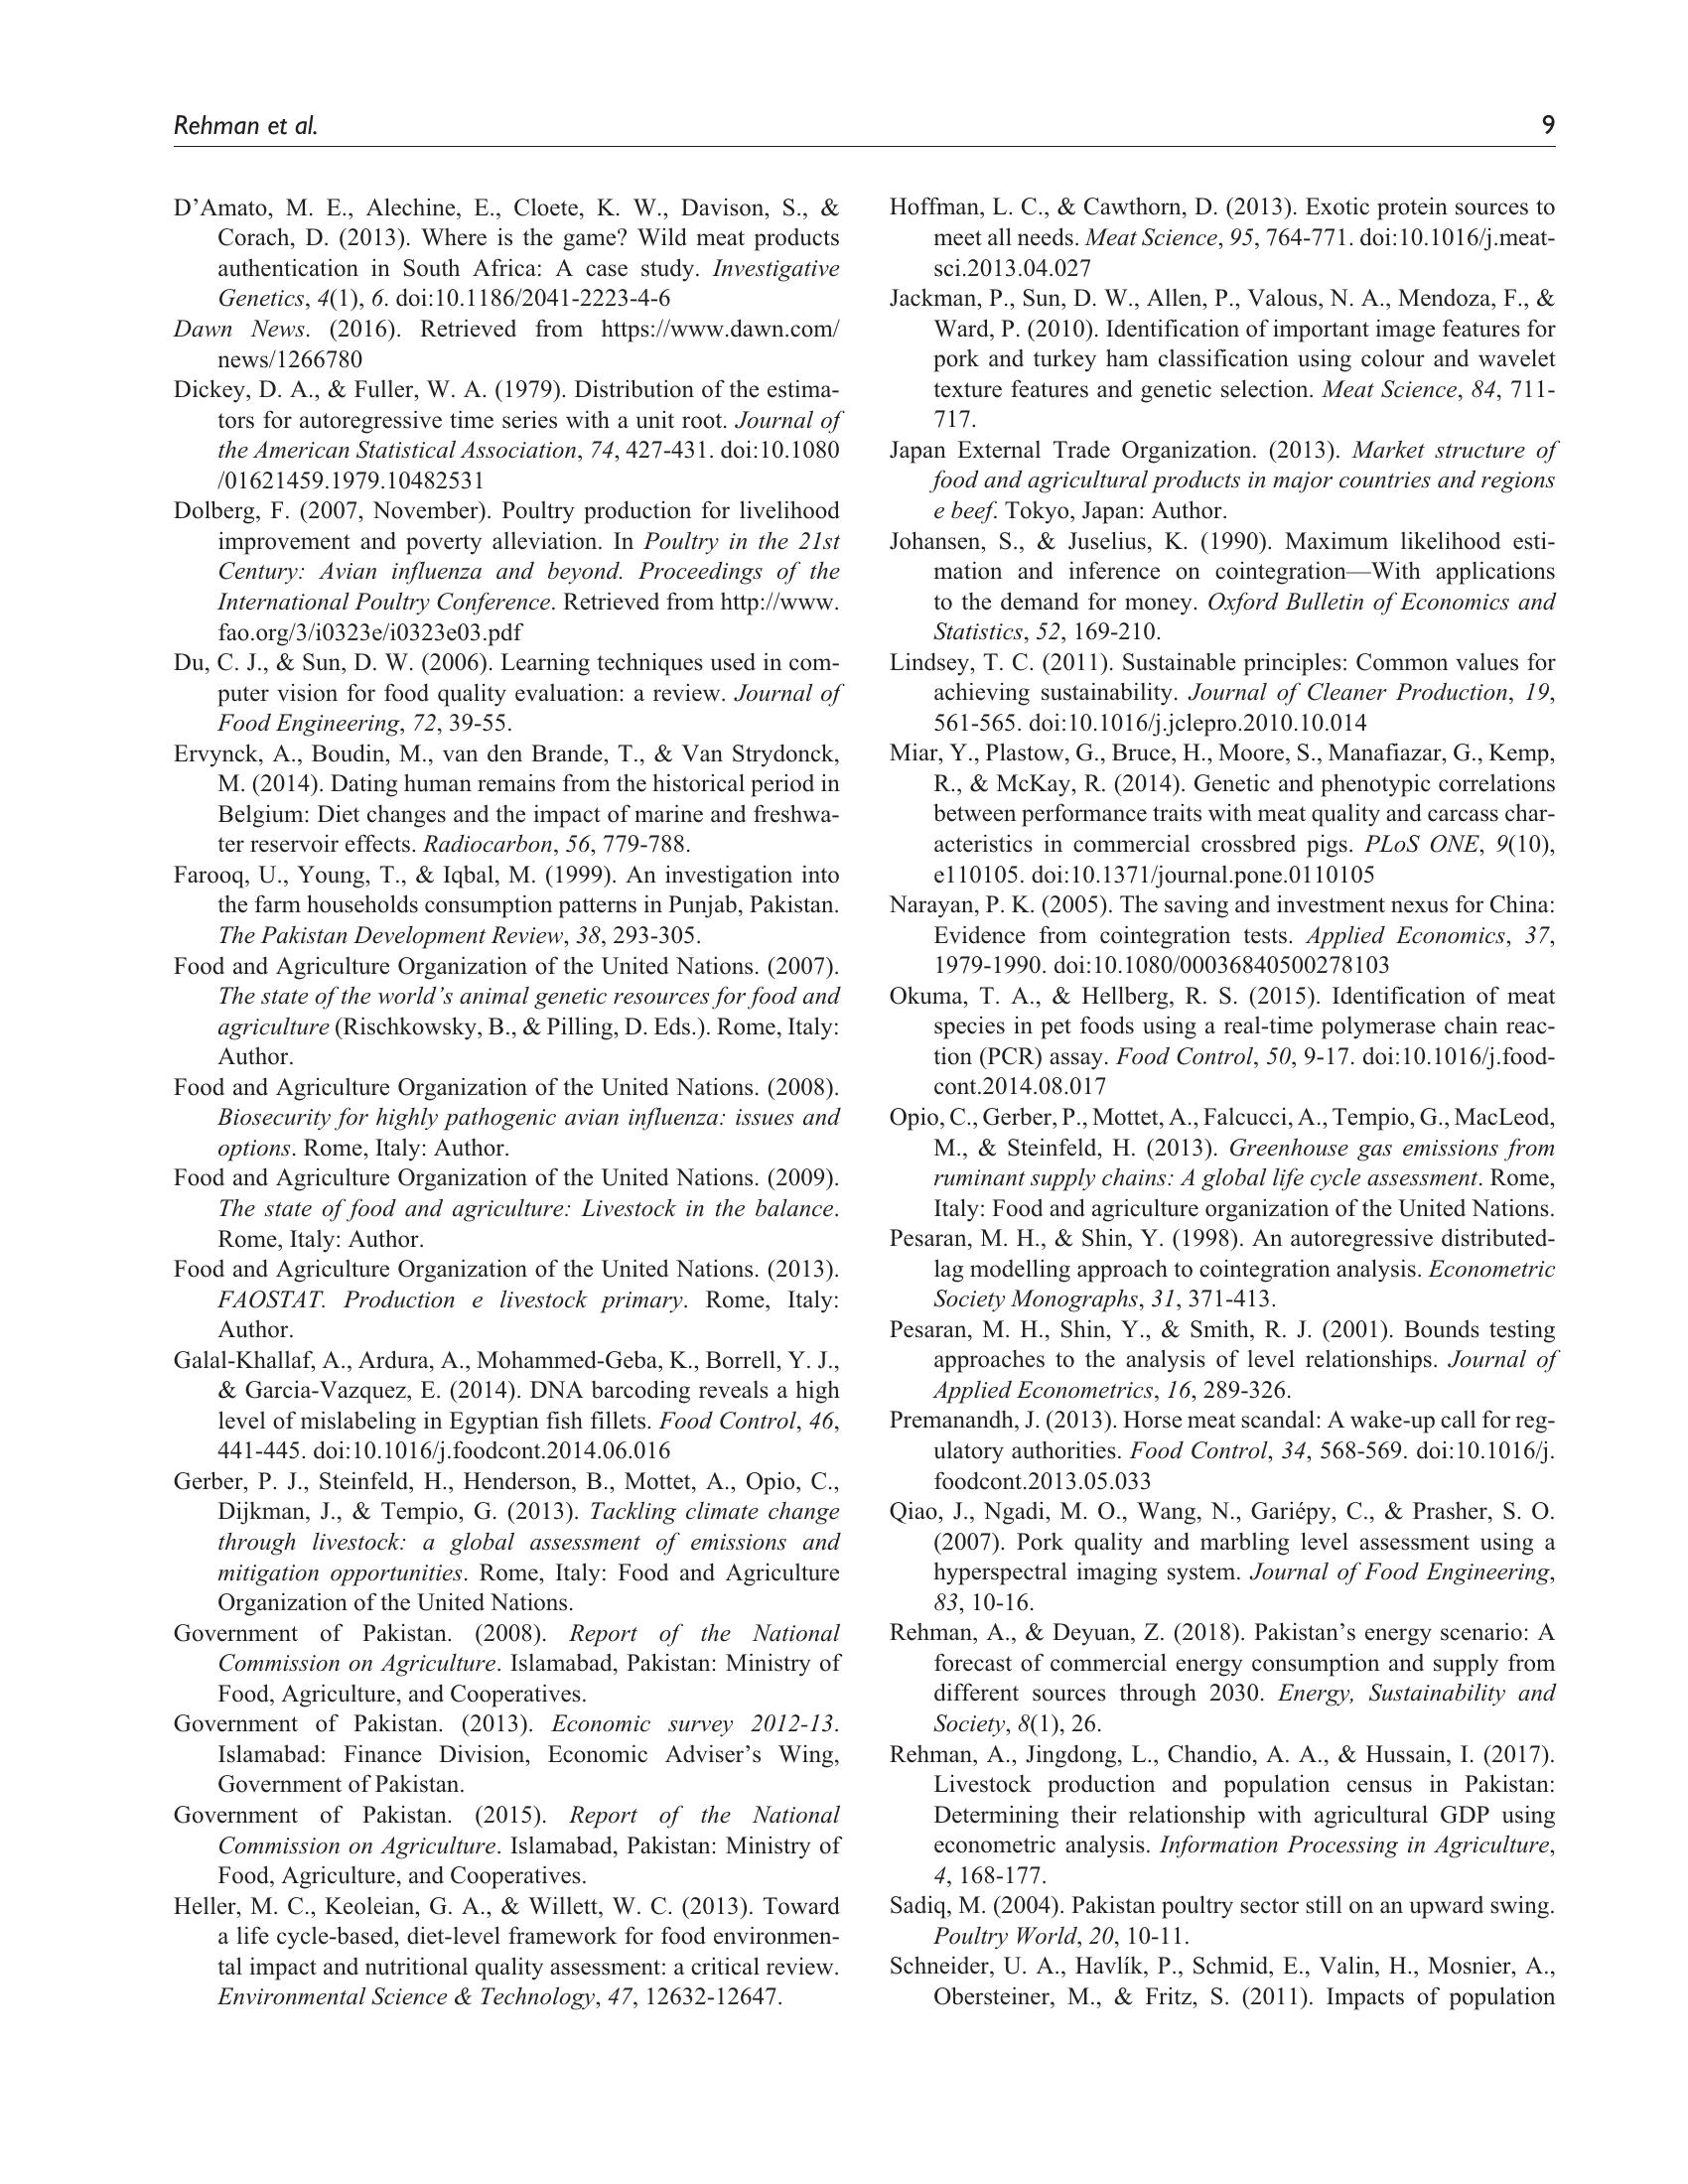 Rehman et al.
9
D’Amato, M. E., Alechine, E., Cloete, K. W., Davison, S., &
Corach, D. (2013). Where is the game? Wild meat products
authentication in South Africa: A case study. Investigative
Genetics, 4(1), 6. doi:10.1186/2041-2223-4-6
Dawn News. (2016). Retrieved from https://www.dawn.com/
news/1266780
Dickey, D. A., & Fuller, W. A. (1979). Distribution of the estima-
tors for autoregressive time series with a unit root. Journal of
the American Statistical Association, 74, 427-431. doi:10.1080
/01621459.1979.10482531
Dolberg, F. (2007, November). Poultry production for livelihood
improvement and poverty alleviation. In Poultry in the 21st
Century: Avian influenza and beyond. Proceedings of the
International Poultry Conference. Retrieved from http://www.
fao.org/3/i0323e/i0323e03.pdf
Du, C. J., & Sun, D. W. (2006). Learning techniques used in com-
puter vision for food quality evaluation: a review. Journal of
Food Engineering, 72, 39-55.
Ervynck, A., Boudin, M., van den Brande, T., & Van Strydonck,
M. (2014). Dating human remains from the historical period in
Belgium: Diet changes and the impact of marine and freshwa-
ter reservoir effects. Radiocarbon, 56, 779-788.
Farooq, U., Young, T., & Iqbal, M. (1999). An investigation into
the farm households consumption patterns in Punjab, Pakistan.
The Pakistan Development Review, 38, 293-305.
Food and Agriculture Organization of the United Nations. (2007).
The state of the world’s animal genetic resources for food and
agriculture (Rischkowsky, B., & Pilling, D. Eds.). Rome, Italy:
Author.
Food and Agriculture Organization of the United Nations. (2008).
Biosecurity for highly pathogenic avian influenza: issues and
options. Rome, Italy: Author.
Food and Agriculture Organization of the United Nations. (2009).
The state of food and agriculture: Livestock in the balance.
Rome, Italy: Author.
Food and Agriculture Organization of the United Nations. (2013).
FAOSTAT. Production e livestock primary. Rome, Italy:
Author.
Galal-Khallaf, A., Ardura, A., Mohammed-Geba, K., Borrell, Y. J.,
& Garcia-Vazquez, E. (2014). DNA barcoding reveals a high
level of mislabeling in Egyptian fish fillets. Food Control, 46,
441-445. doi:10.1016/j.foodcont.2014.06.016
Gerber, P. J., Steinfeld, H., Henderson, B., Mottet, A., Opio, C.,
Dijkman, J., & Tempio, G. (2013). Tackling climate change
through livestock: a global assessment of emissions and
mitigation opportunities. Rome, Italy: Food and Agriculture
Organization of the United Nations.
Government of Pakistan. (2008). Report of the National
Commission on Agriculture. Islamabad, Pakistan: Ministry of
Food, Agriculture, and Cooperatives.
Government of Pakistan. (2013). Economic survey 2012-13.
Islamabad: Finance Division, Economic Adviser’s Wing,
Government of Pakistan.
Government of Pakistan. (2015). Report of the National
Commission on Agriculture. Islamabad, Pakistan: Ministry of
Food, Agriculture, and Cooperatives.
Heller, M. C., Keoleian, G. A., & Willett, W. C. (2013). Toward
a life cycle-based, diet-level framework for food environmen-
tal impact and nutritional quality assessment: a critical review.
Environmental Science & Technology, 47, 12632-12647.
Hoffman, L. C., & Cawthorn, D. (2013). Exotic protein sources to
meet all needs. Meat Science, 95, 764-771. doi:10.1016/j.meat-
sci.2013.04.027
Jackman, P., Sun, D. W., Allen, P., Valous, N. A., Mendoza, F., &
Ward, P. (2010). Identification of important image features for
pork and turkey ham classification using colour and wavelet
texture features and genetic selection. Meat Science, 84, 711-
717.
Japan External Trade Organization. (2013). Market structure of
food and agricultural products in major countries and regions
e beef. Tokyo, Japan: Author.
Johansen, S., & Juselius, K. (1990). Maximum likelihood esti-
mation and inference on cointegration—With applications
to the demand for money. Oxford Bulletin of Economics and
Statistics, 52, 169-210.
Lindsey, T. C. (2011). Sustainable principles: Common values for
achieving sustainability. Journal of Cleaner Production, 19,
561-565. doi:10.1016/j.jclepro.2010.10.014
Miar, Y., Plastow, G., Bruce, H., Moore, S., Manafiazar, G., Kemp,
R., & McKay, R. (2014). Genetic and phenotypic correlations
between performance traits with meat quality and carcass char-
acteristics in commercial crossbred pigs. PLoS ONE, 9(10),
e110105. doi:10.1371/journal.pone.0110105
Narayan, P. K. (2005). The saving and investment nexus for China:
Evidence from cointegration tests. Applied Economics, 37,
1979-1990. doi:10.1080/00036840500278103
Okuma, T. A., & Hellberg, R. S. (2015). Identification of meat
species in pet foods using a real-time polymerase chain reac-
tion (PCR) assay. Food Control, 50, 9-17. doi:10.1016/j.food-
cont.2014.08.017
Opio, C., Gerber, P., Mottet, A., Falcucci, A., Tempio, G., MacLeod,
M., & Steinfeld, H. (2013). Greenhouse gas emissions from
ruminant supply chains: A global life cycle assessment. Rome,
Italy: Food and agriculture organization of the United Nations.
Pesaran, M. H., & Shin, Y. (1998). An autoregressive distributed-
lag modelling approach to cointegration analysis. Econometric
Society Monographs, 31, 371-413.
Pesaran, M. H., Shin, Y., & Smith, R. J. (2001). Bounds testing
approaches to the analysis of level relationships. Journal of
Applied Econometrics, 16, 289-326.
Premanandh, J. (2013). Horse meat scandal: A wake-up call for reg-
ulatory authorities. Food Control, 34, 568-569. doi:10.1016/j.
foodcont.2013.05.033
Qiao, J., Ngadi, M. O., Wang, N., Gariépy, C., & Prasher, S. O.
(2007). Pork quality and marbling level assessment using a
hyperspectral imaging system. Journal of Food Engineering,
83, 10-16.
Rehman, A., & Deyuan, Z. (2018). Pakistan’s energy scenario: A
forecast of commercial energy consumption and supply from
different sources through 2030. Energy, Sustainability and
Society, 8(1), 26.
Rehman, A., Jingdong, L., Chandio, A. A., & Hussain, I. (2017).
Livestock production and population census in Pakistan:
Determining their relationship with agricultural GDP using
econometric analysis. Information Processing in Agriculture,
4, 168-177.
Sadiq, M. (2004). Pakistan poultry sector still on an upward swing.
Poultry World, 20, 10-11.
Schneider, U. A., Havlík, P., Schmid, E., Valin, H., Mosnier, A.,
Obersteiner, M., & Fritz, S. (2011). Impacts of population